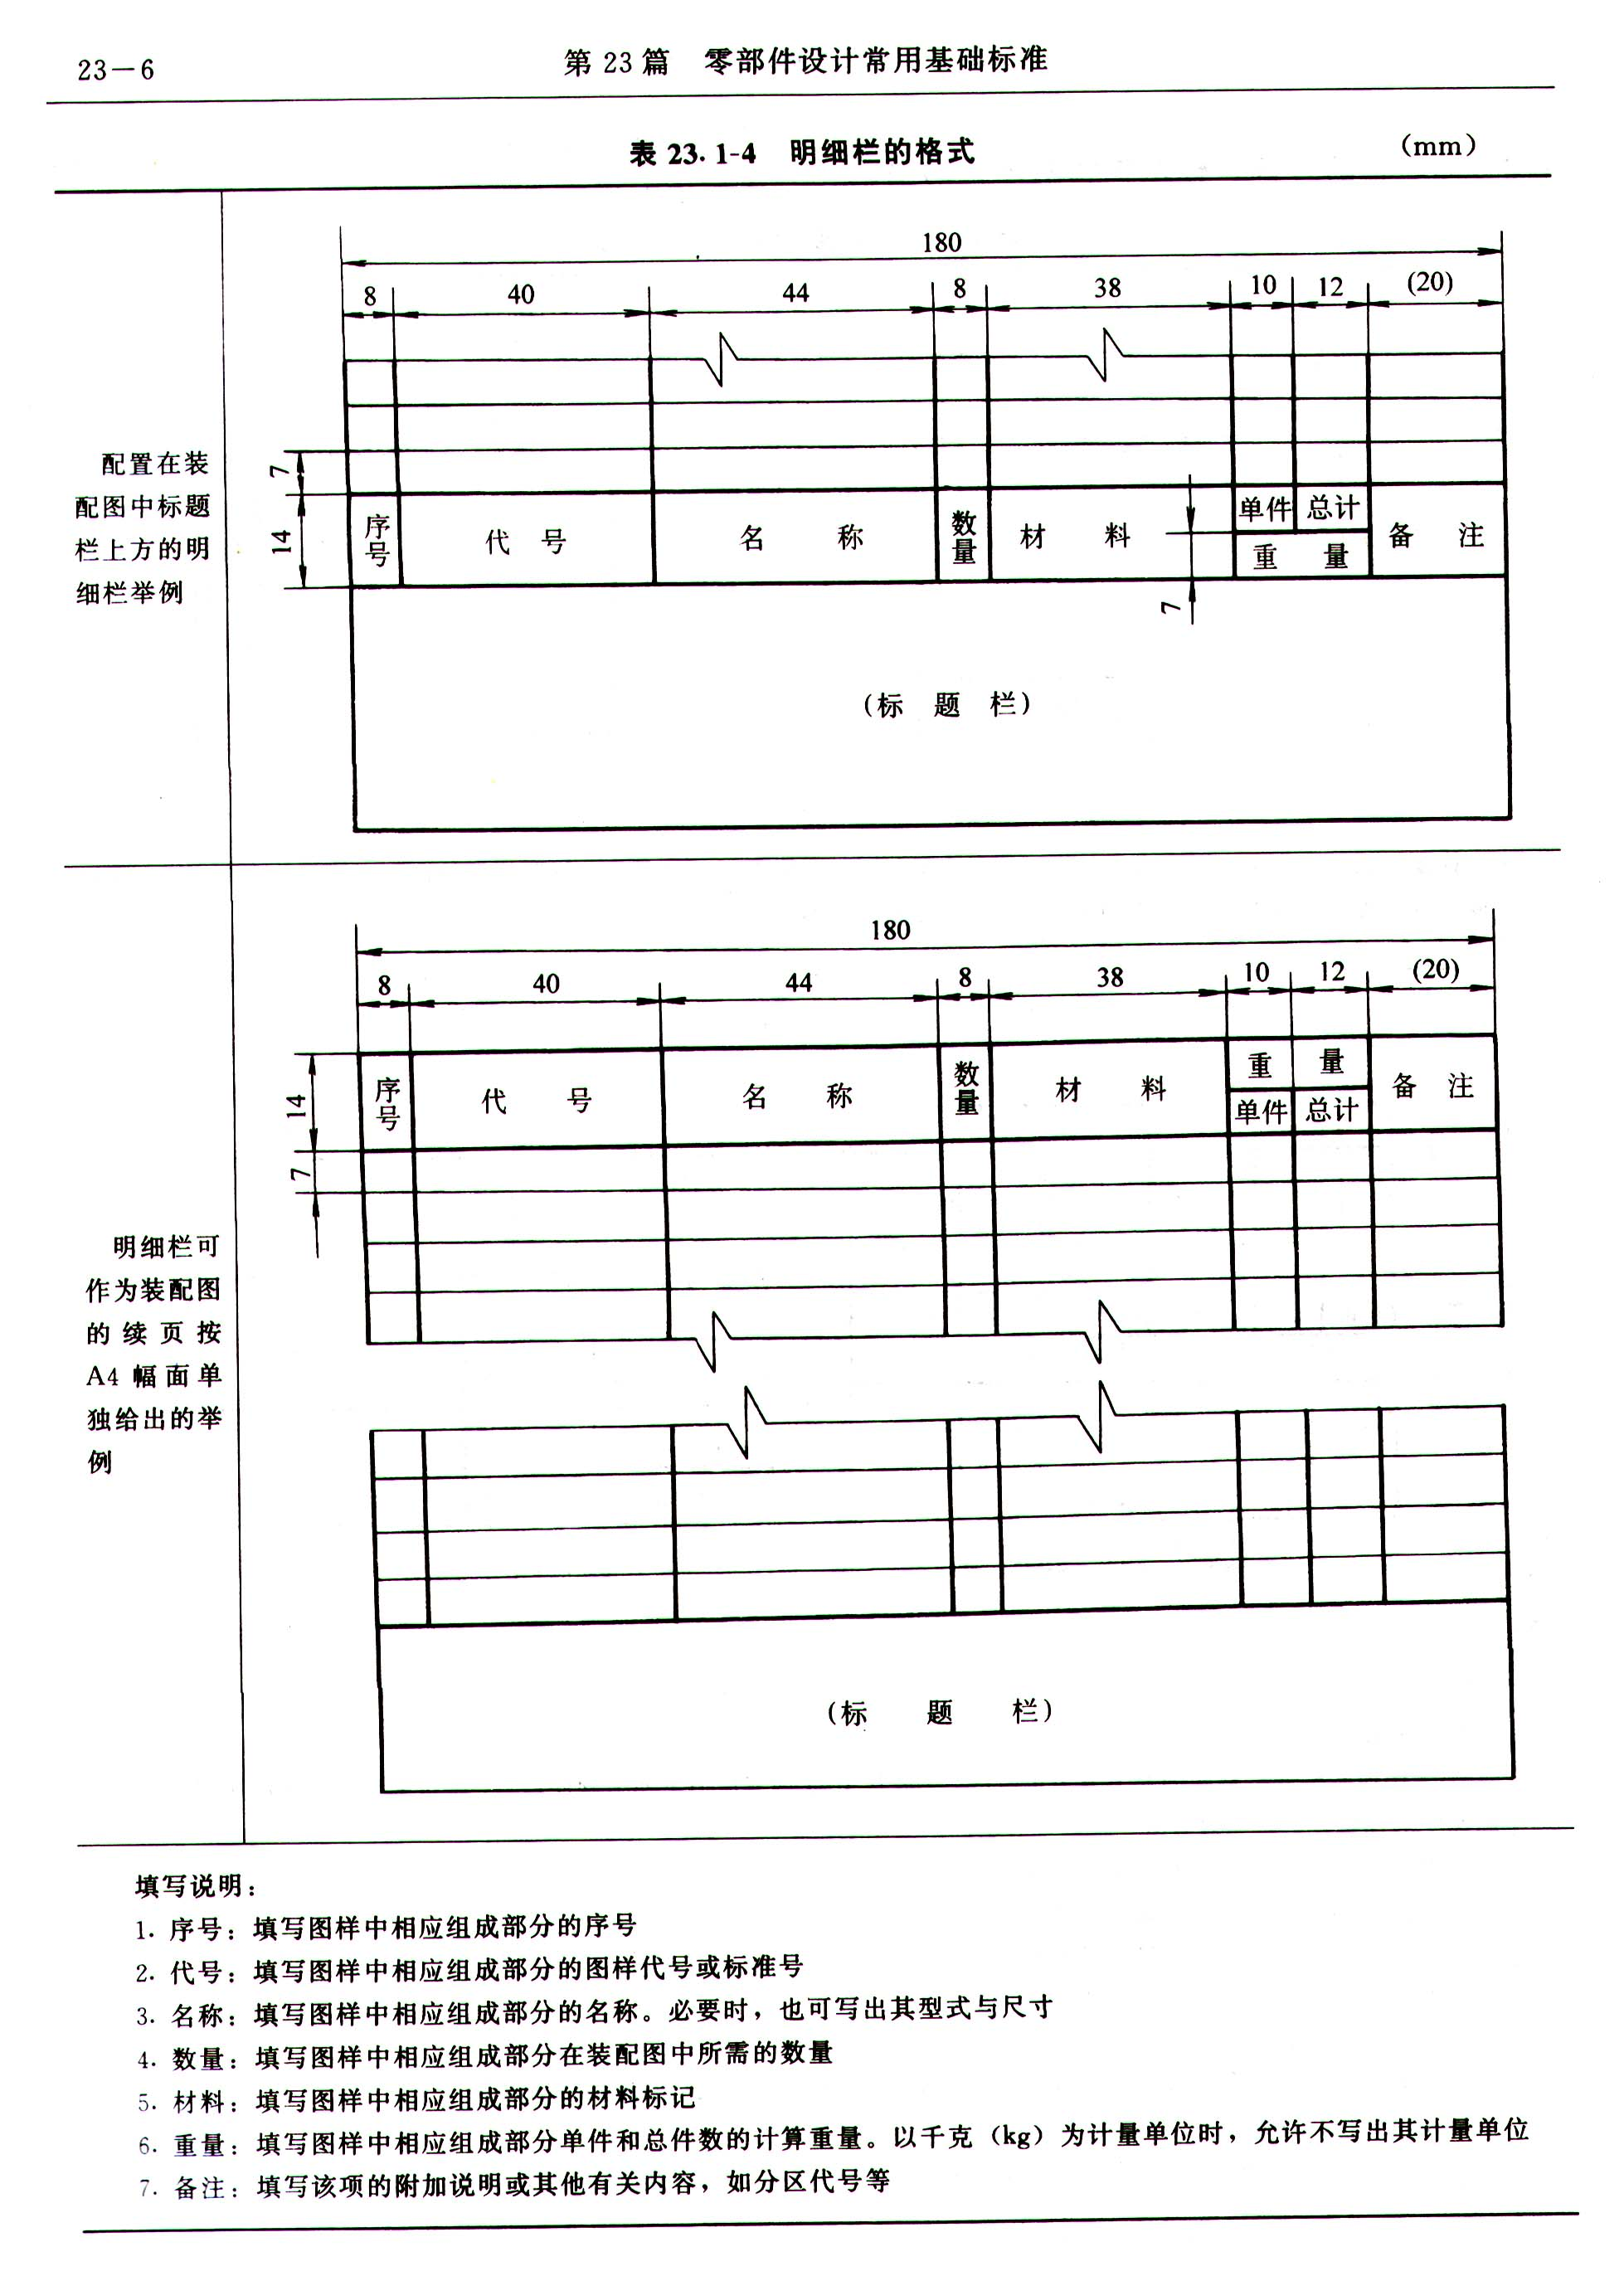 23—6
第 23 篇 零部件设计常用基础标准
表 23. 1-4 明细栏的格式 (mm)
配置在装
配图中标题
栏上方的明
细栏举例
180
8 40 44 8 38 10 12 (20)
7
14
序号 代 号 名 称 数量 材 料 单件 总计 重 量 备 注
7
(标 题 栏)
明细栏可
作为装配图
的续页按
A4 幅面单
独给出的举
例
180
8 40 44 8 38 10 12 (20)
14
序号 代 号 名 称 数量 材 料 重 量 单件 总计 备 注
7
(标 题 栏)
填写说明：
1. 序号：填写图样中相应组成部分的序号
2. 代号：填写图样中相应组成部分的图样代号或标准号
3. 名称：填写图样中相应组成部分的名称。必要时，也可写出其型式与尺寸
4. 数量：填写图样中相应组成部分在装配图中所需的数量
5. 材料：填写图样中相应组成部分的材料标记
6. 重量：填写图样中相应组成部分单件和总件数的计算重量。以千克（kg）为计量单位时，允许不写出其计量单位
7. 备注：填写该项的附加说明或其他有关内容，如分区代号等